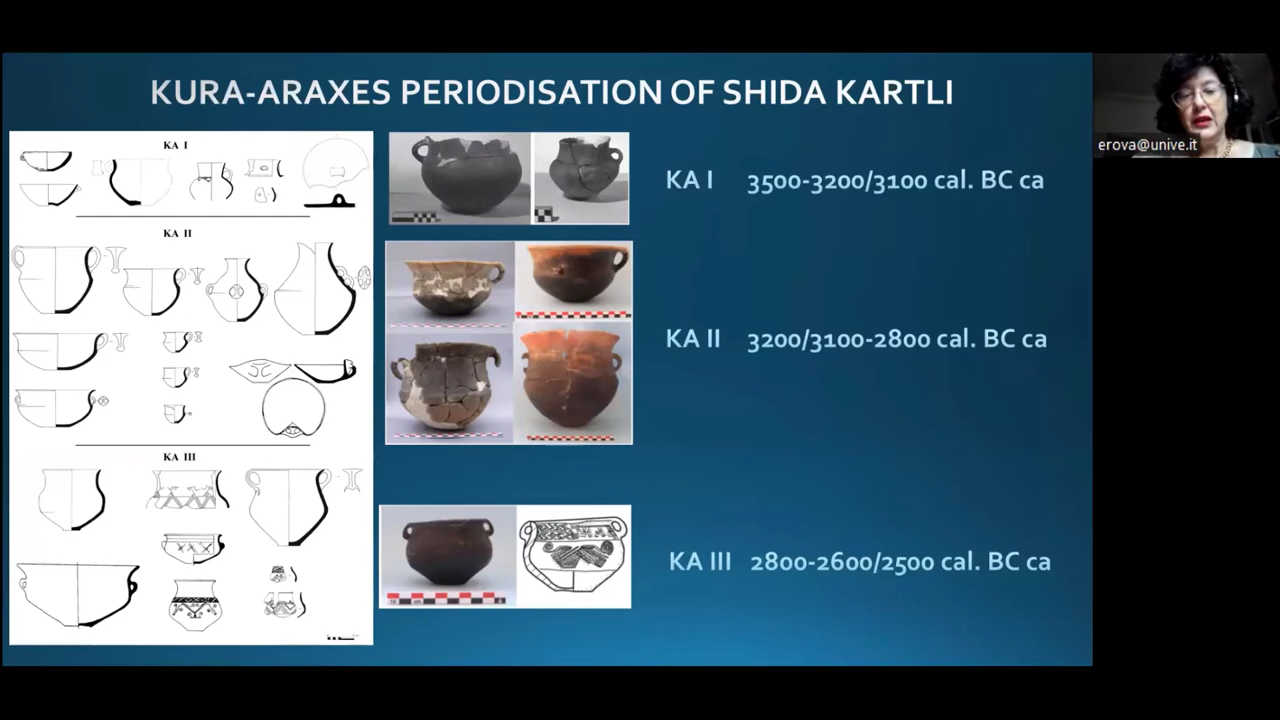 KURA-ARAXES PERIODISATION OF SHIDA KARTLI
erova@unive.it
KA I
KA I 3500-3200/3100 cal. BC ca
KA II
KA II 3200/3100-2800 cal. BC ca
KA III
KA III 2800-2600/2500 cal. BC ca